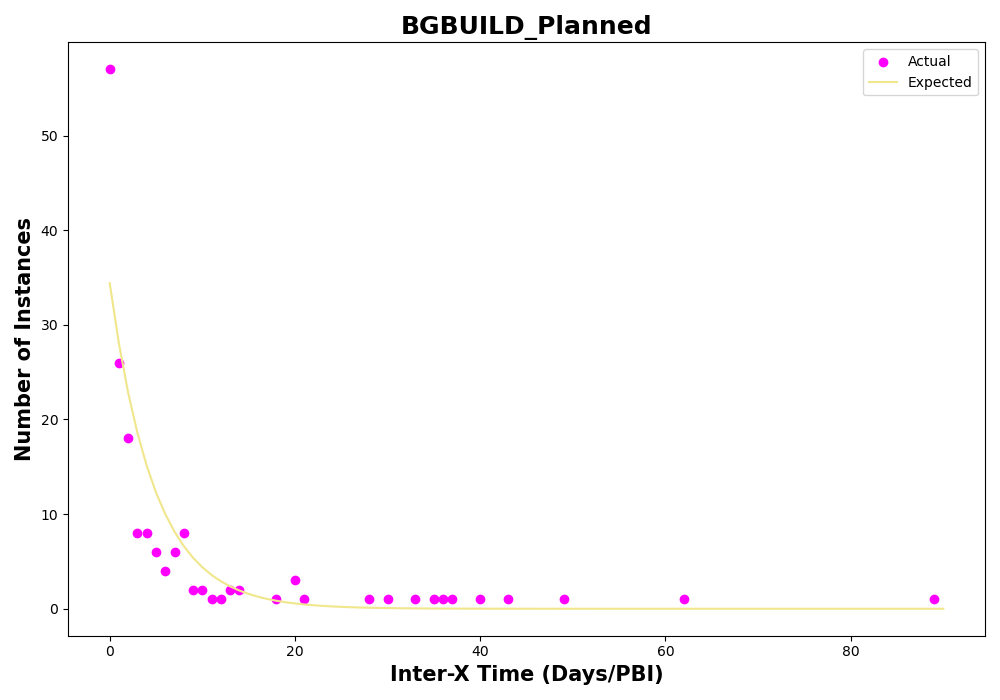 BGBUILD_Planned
Actual
Expected
Number of Instances
50
40
30
20
10
0
0 20 40 60 80
Inter-X Time (Days/PBI)